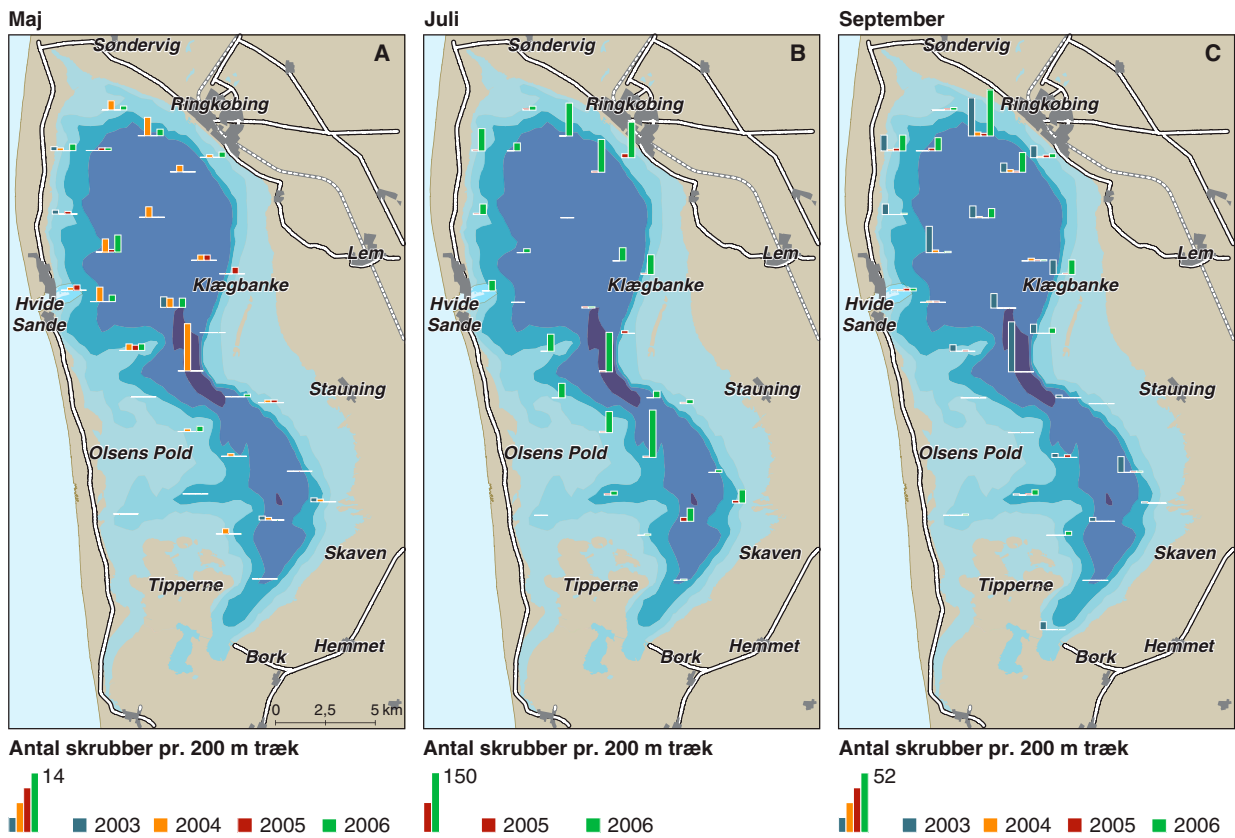 Maj
Søndervig
A
Ringkøbing
Lem
Klægbanke
Hvide
Sande
Stauning
Olsens Pold
Skaven
Tipperne
Hemmet
Bork
0 2,5 5 km
Antal skrubber pr. 200 m træk
14
2003 2004 2005 2006
Juli
Søndervig
B
Ringkøbing
Lem
Klægbanke
Hvide
Sande
Stauning
Olsens Pold
Skaven
Tipperne
Hemmet
Bork
Antal skrubber pr. 200 m træk
150
2005 2006
September
Søndervig
C
Ringkøbing
Lem
Klægbanke
Hvide
Sande
Stauning
Olsens Pold
Skaven
Tipperne
Hemmet
Bork
Antal skrubber pr. 200 m træk
52
2003 2004 2005 2006